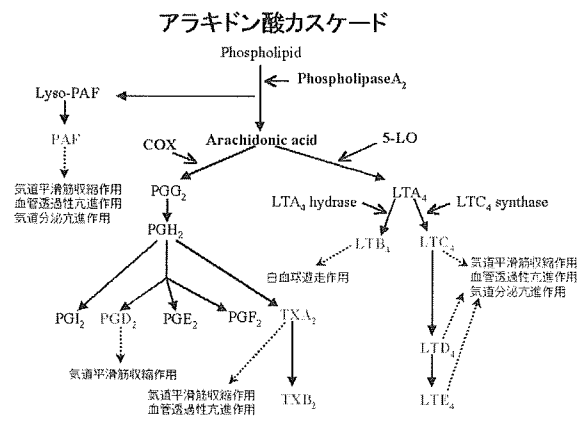 アラキドン酸カスケード
Phospholipid
PhospholipaseA2
Lyso-PAF
PAF
COX
Arachidonic acid
5-LO
気道平滑筋収縮作用
血管透過性亢進作用
気道分泌亢進作用
PGG2
LTA4
LTA4 hydrase
LTC4 synthase
PGH2
LTB4
LTC4
白血球遊走作用
気道平滑筋収縮作用
血管透過性亢進作用
気道分泌亢進作用
PGI2
PGD2
PGE2
PGF2
TXA2
LTD4
気道平滑筋収縮作用
気道平滑筋収縮作用
血管透過性亢進作用
TXB2
LTE4